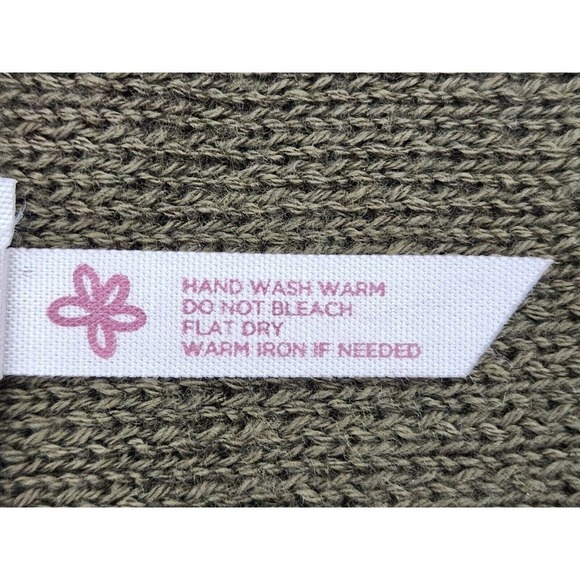 HAND WASH WARM
DO NOT BLEACH
FLAT DRY
WARM IRON IF NEEDED